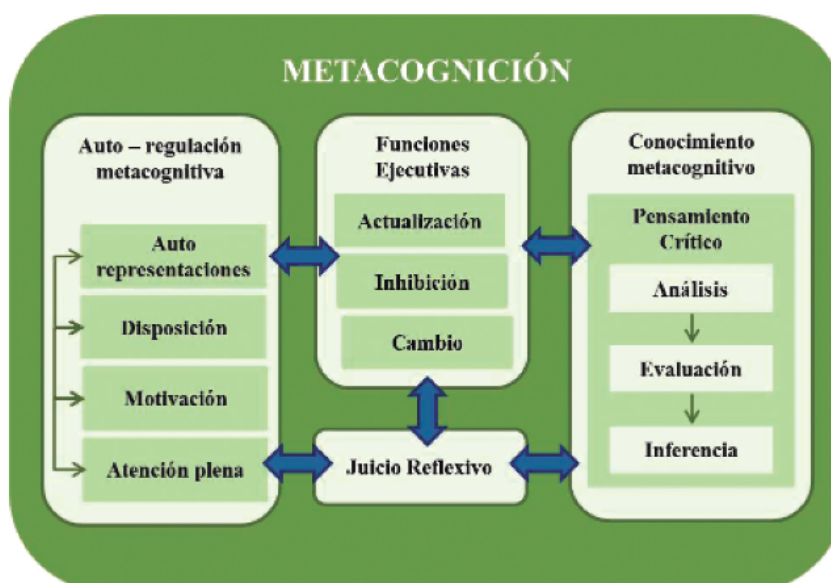 METACOGNICIÓN
Auto – regulación
metacognitiva
Auto
representaciones
Disposición
Motivación
Atención plena
Funciones
Ejecutivas
Actualización
Inhibición
Cambio
Juicio Reflexivo
Conocimiento
metacognitivo
Pensamiento
Crítico
Análisis
Evaluación
Inferencia